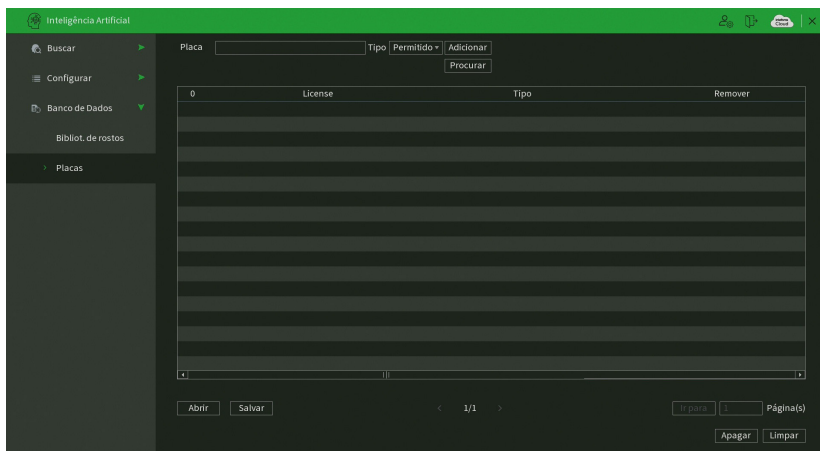 Inteligência Artificial
Cloud
Buscar
Configurar
Banco de Dados
Bibliot. de rostos
Placas
Placa Tipo Permitido Adicionar
Procurar
0 License Tipo Remover
Abrir Salvar 1/1 Ir para 1 Página(s)
Apagar Limpar